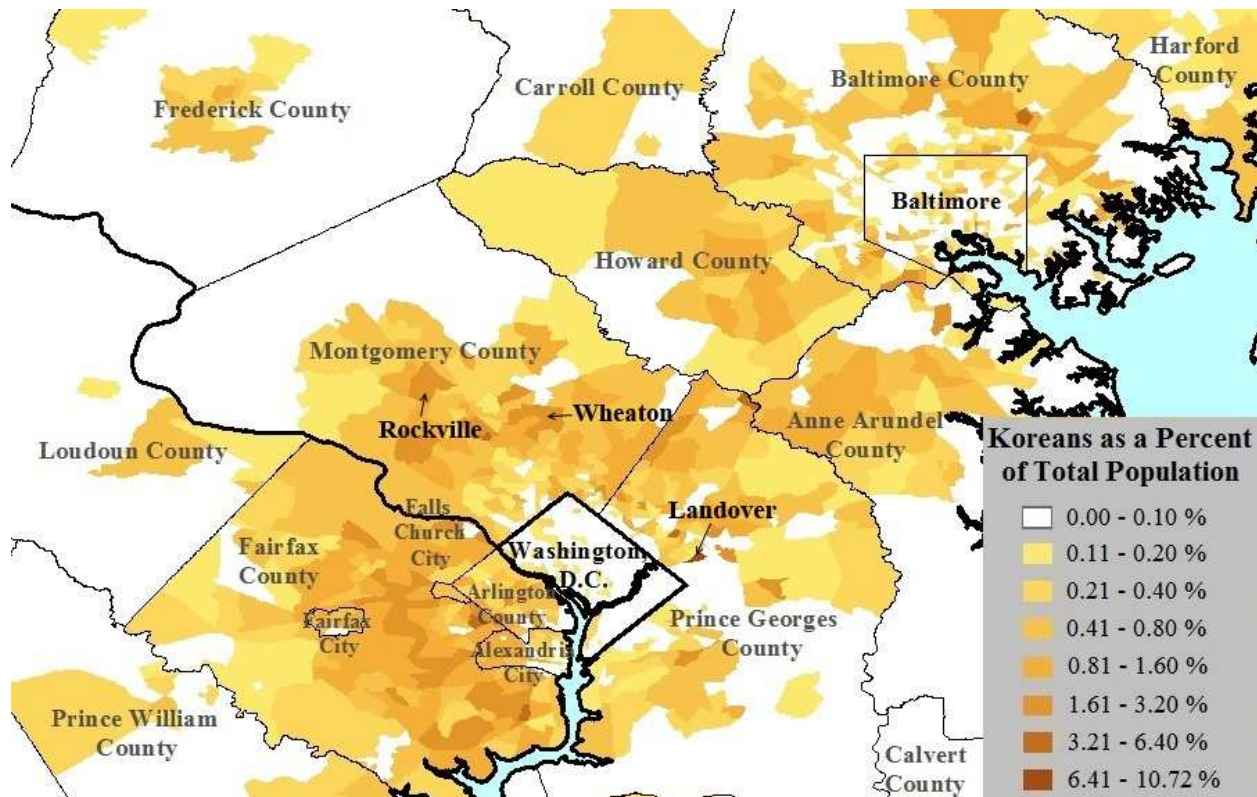 Harford
County
Baltimore County
Carroll County
Frederick County
Baltimore
Howard County
Montgomery County
Wheaton
Rockville
Anne Arundel
County
Loudoun County
Landover
Falls
Church
City
Fairfax
County
Washington
D.C.
Arlington
County
Fairfax
City
Prince Georges
County
Alexandria
City
Prince William
County
Calvert
County
Koreans as a Percent
of Total Population
0.00 - 0.10 %
0.11 - 0.20 %
0.21 - 0.40 %
0.41 - 0.80 %
0.81 - 1.60 %
1.61 - 3.20 %
3.21 - 6.40 %
6.41 - 10.72 %